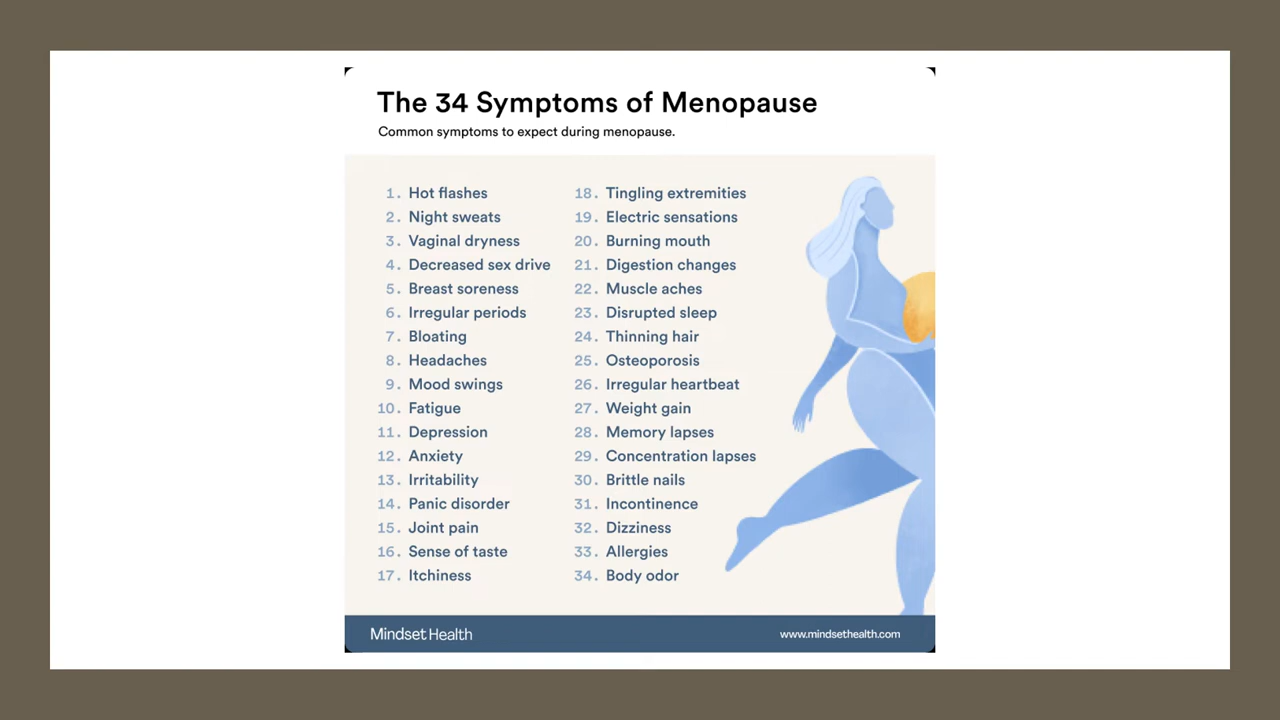 The 34 Symptoms of Menopause
Common symptoms to expect during menopause.
1. Hot flashes
2. Night sweats
3. Vaginal dryness
4. Decreased sex drive
5. Breast soreness
6. Irregular periods
7. Bloating
8. Headaches
9. Mood swings
10. Fatigue
11. Depression
12. Anxiety
13. Irritability
14. Panic disorder
15. Joint pain
16. Sense of taste
17. Itchiness
18. Tingling extremities
19. Electric sensations
20. Burning mouth
21. Digestion changes
22. Muscle aches
23. Disrupted sleep
24. Thinning hair
25. Osteoporosis
26. Irregular heartbeat
27. Weight gain
28. Memory lapses
29. Concentration lapses
30. Brittle nails
31. Incontinence
32. Dizziness
33. Allergies
34. Body odor
Mindset Health
www.mindsethealth.com